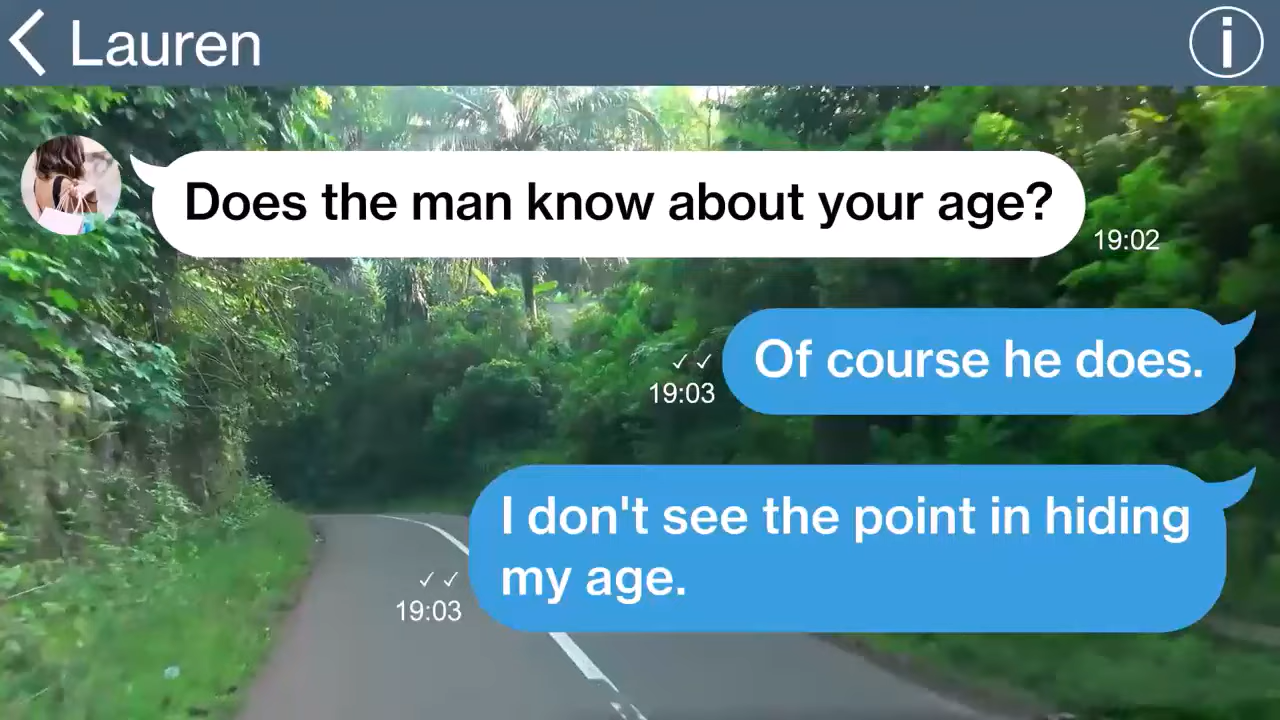 Lauren
Does the man know about your age?
19:02
Of course he does.
19:03
I don't see the point in hiding
my age.
19:03